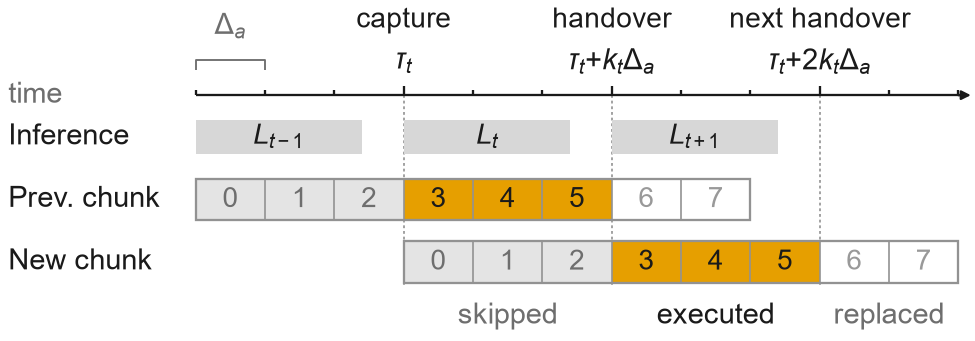 Δₐ
capture
handover
next handover
τₜ
τₜ+kₜΔₐ
τₜ+2kₜΔₐ
time
Inference
Lₜ₋₁
Lₜ
Lₜ₊₁
Prev. chunk
0 1 2 3 4 5 6 7
New chunk
0 1 2 3 4 5 6 7
skipped
executed
replaced